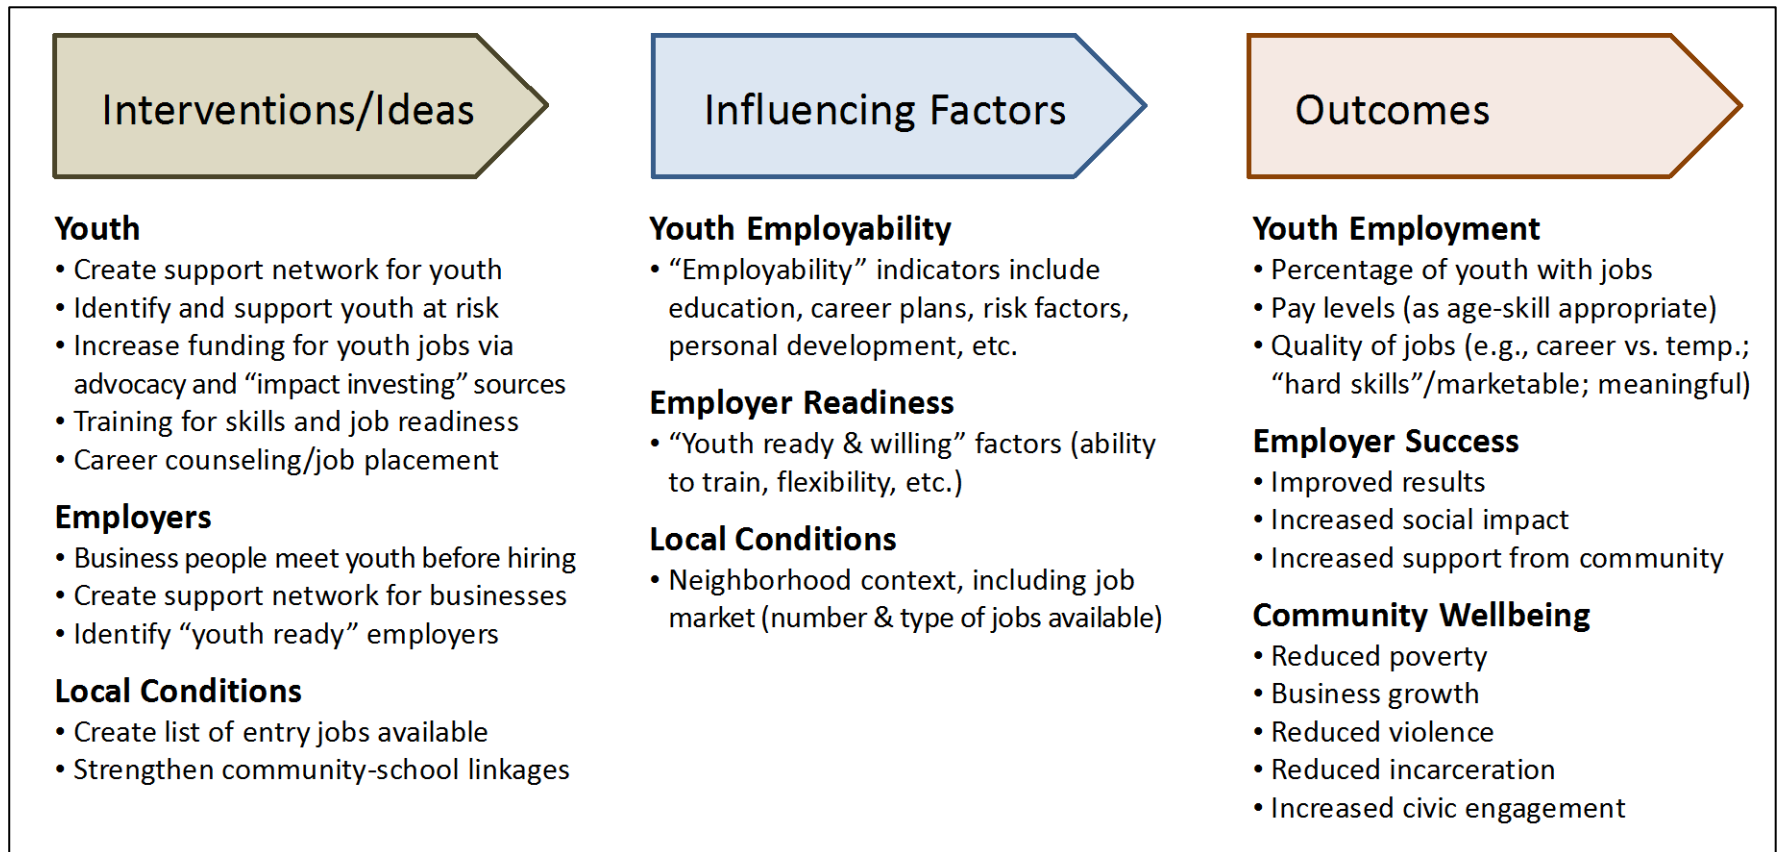 Interventions/Ideas
Youth
• Create support network for youth
• Identify and support youth at risk
• Increase funding for youth jobs via
advocacy and “impact investing” sources
• Training for skills and job readiness
• Career counseling/job placement
Employers
• Business people meet youth before hiring
• Create support network for businesses
• Identify “youth ready” employers
Local Conditions
• Create list of entry jobs available
• Strengthen community-school linkages
Influencing Factors
Youth Employability
• “Employability” indicators include
education, career plans, risk factors,
personal development, etc.
Employer Readiness
• “Youth ready & willing” factors (ability
to train, flexibility, etc.)
Local Conditions
• Neighborhood context, including job
market (number & type of jobs available)
Outcomes
Youth Employment
• Percentage of youth with jobs
• Pay levels (as age-skill appropriate)
• Quality of jobs (e.g., career vs. temp.;
“hard skills”/marketable; meaningful)
Employer Success
• Improved results
• Increased social impact
• Increased support from community
Community Wellbeing
• Reduced poverty
• Business growth
• Reduced violence
• Reduced incarceration
• Increased civic engagement